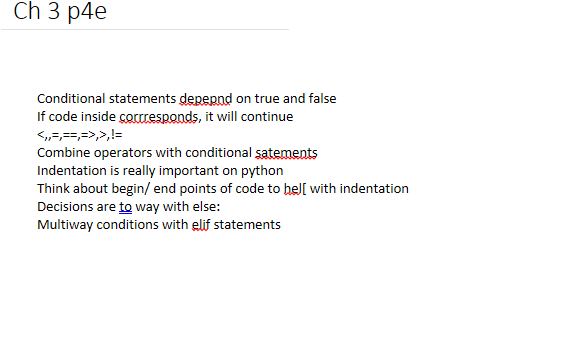 Ch 3 p4e
Conditional statements depepnd on true and false
If code inside corrresponds, it will continue
<,,=,==,=>,>,!=
Combine operators with conditional satements
Indentation is really important on python
Think about begin/ end points of code to hel[ with indentation
Decisions are to way with else:
Multiway conditions with elif statements